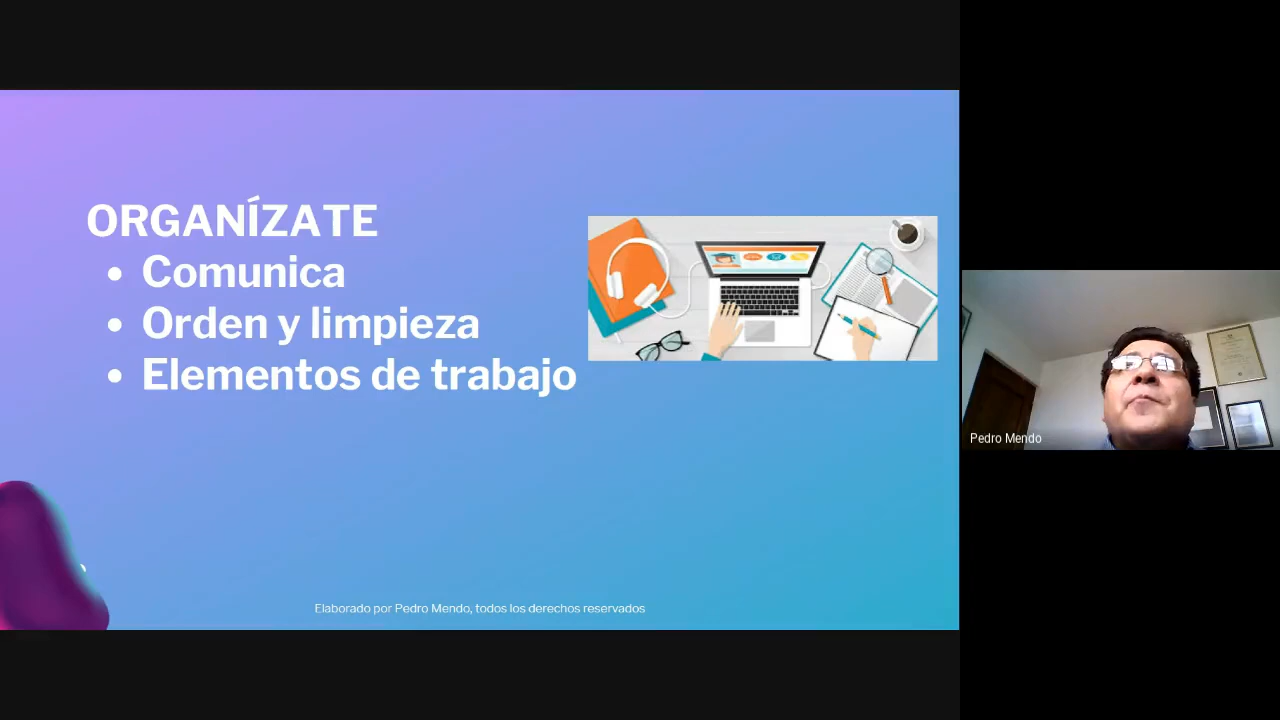 ORGANÍZATE
• Comunica
• Orden y limpieza
• Elementos de trabajo
Elaborado por Pedro Mendo, todos los derechos reservados
Pedro Mendo